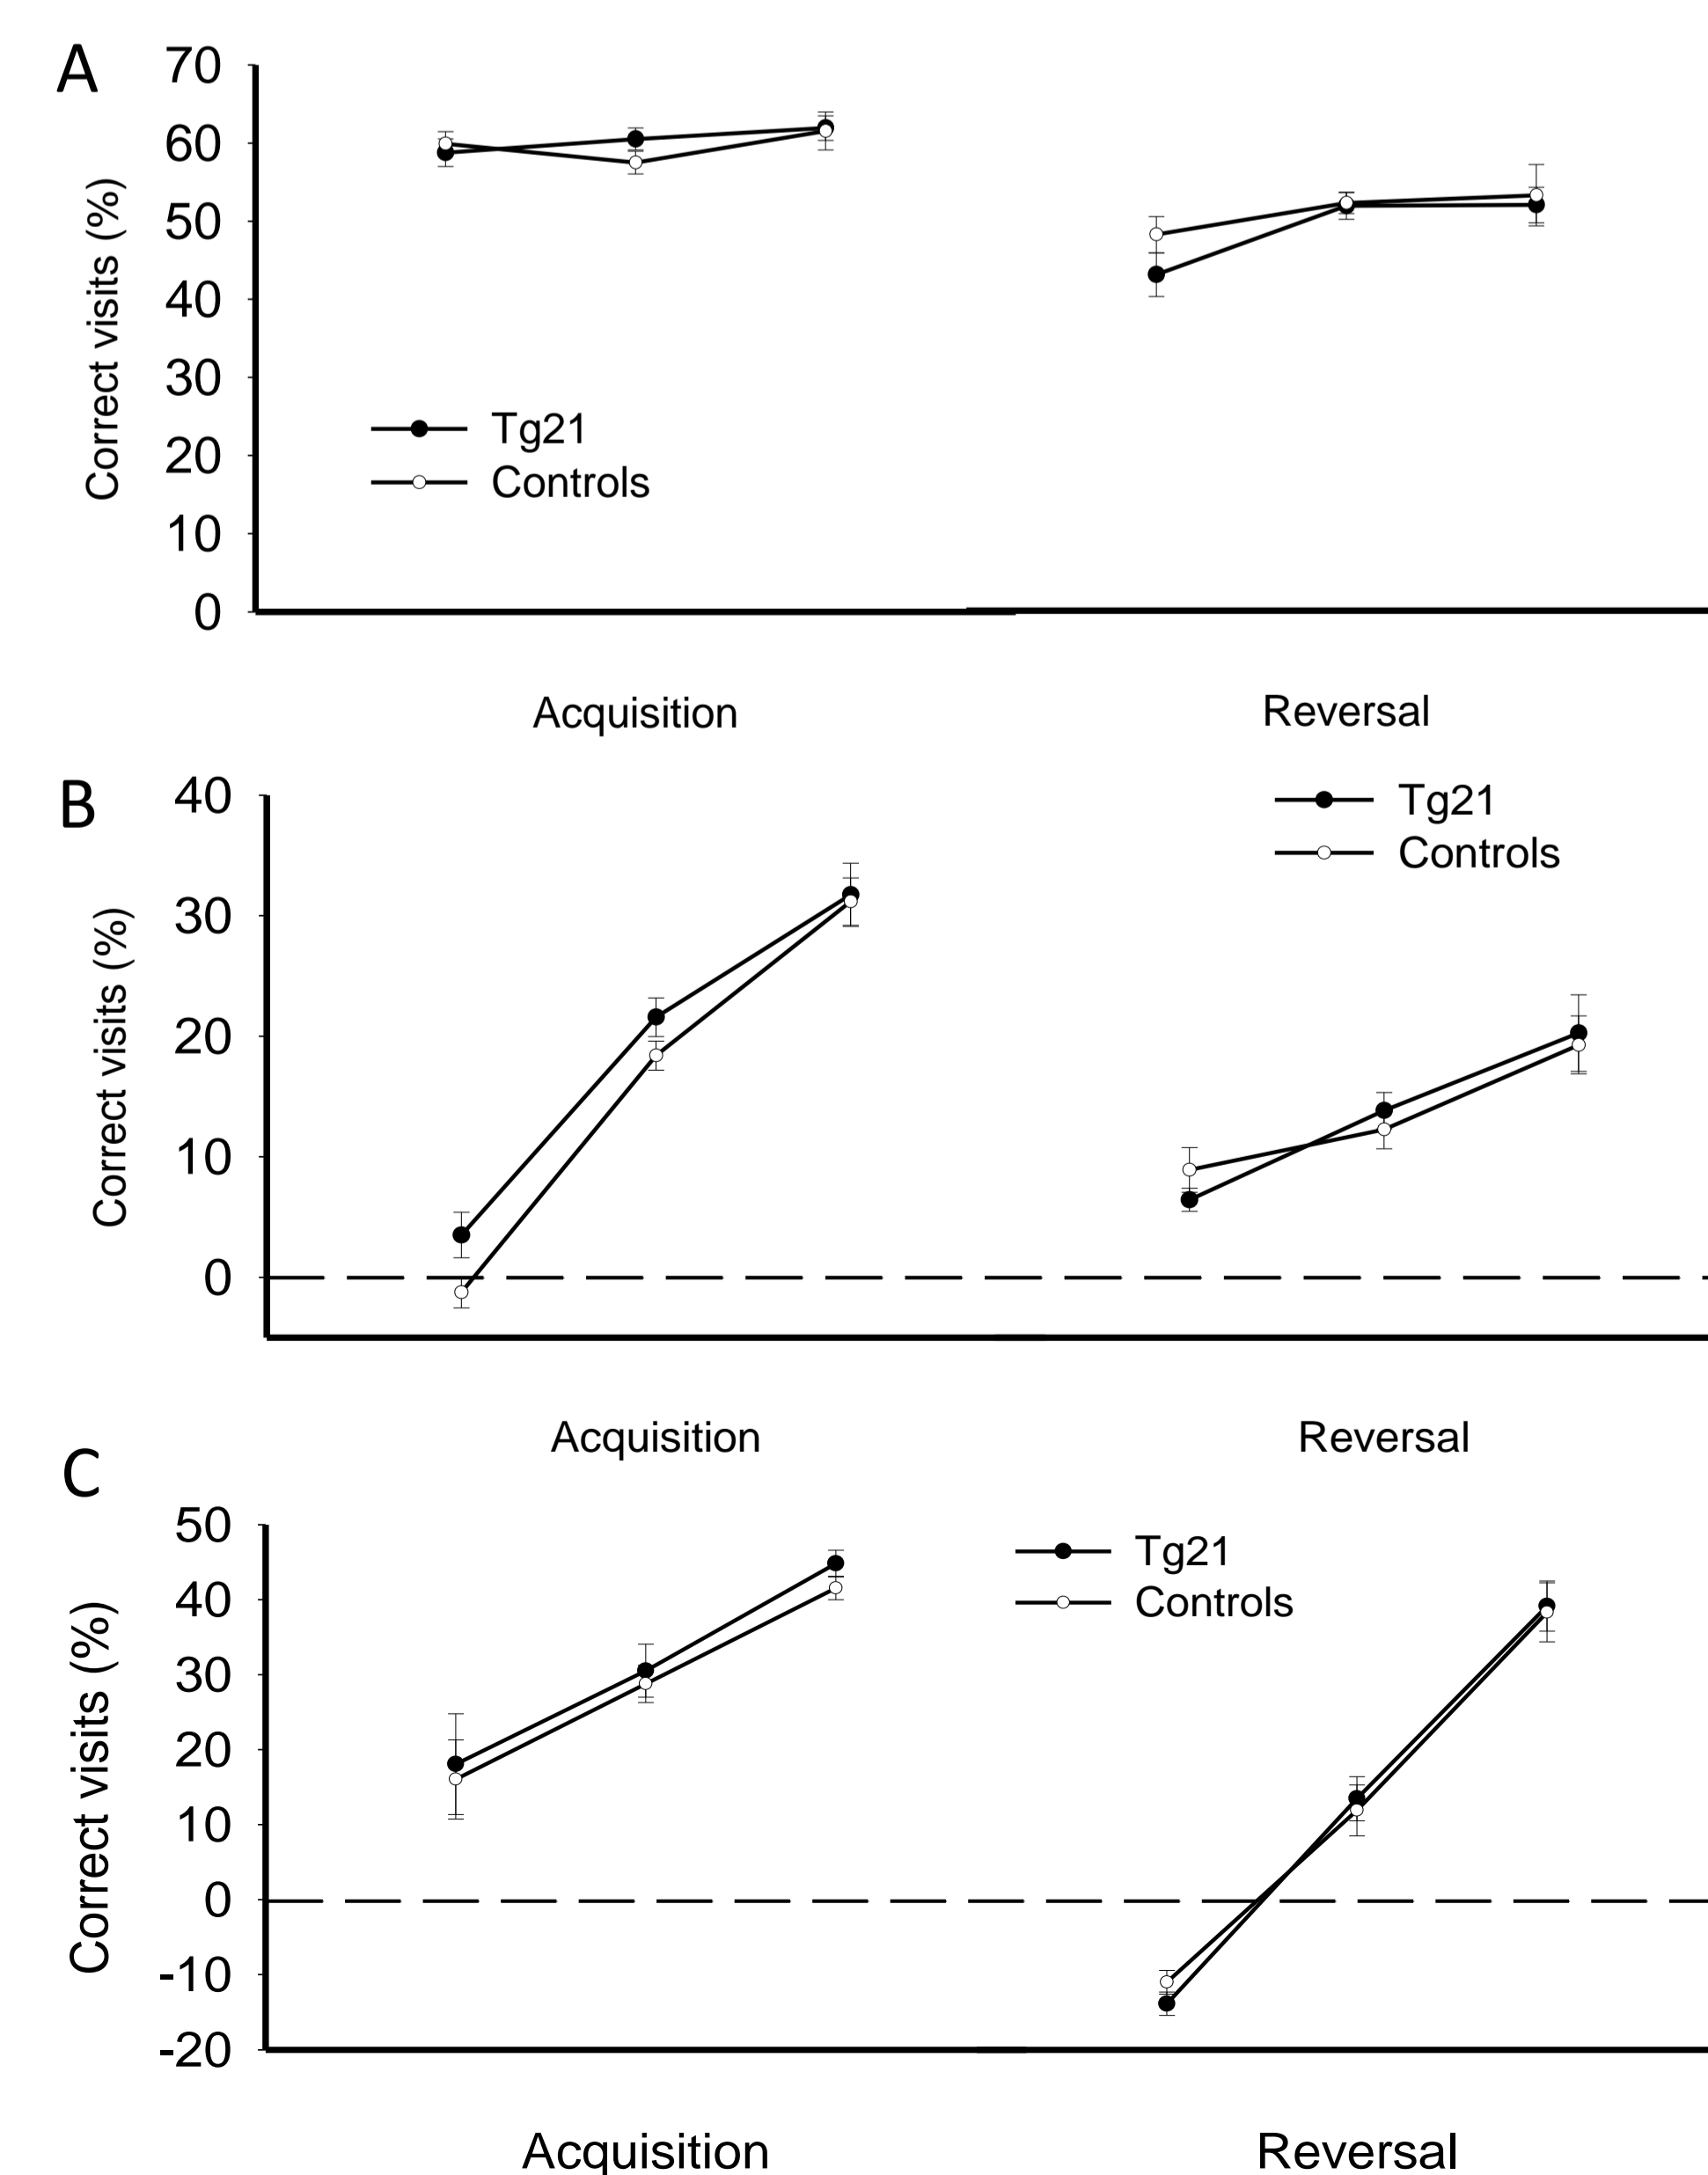 A
Correct visits (%)
70
60
50
40
30
20
10
0
Tg21
Controls
Acquisition
Reversal
B
Correct visits (%)
40
30
20
10
0
Tg21
Controls
Acquisition
Reversal
C
Correct visits (%)
50
40
30
20
10
0
-10
-20
Tg21
Controls
Acquisition
Reversal